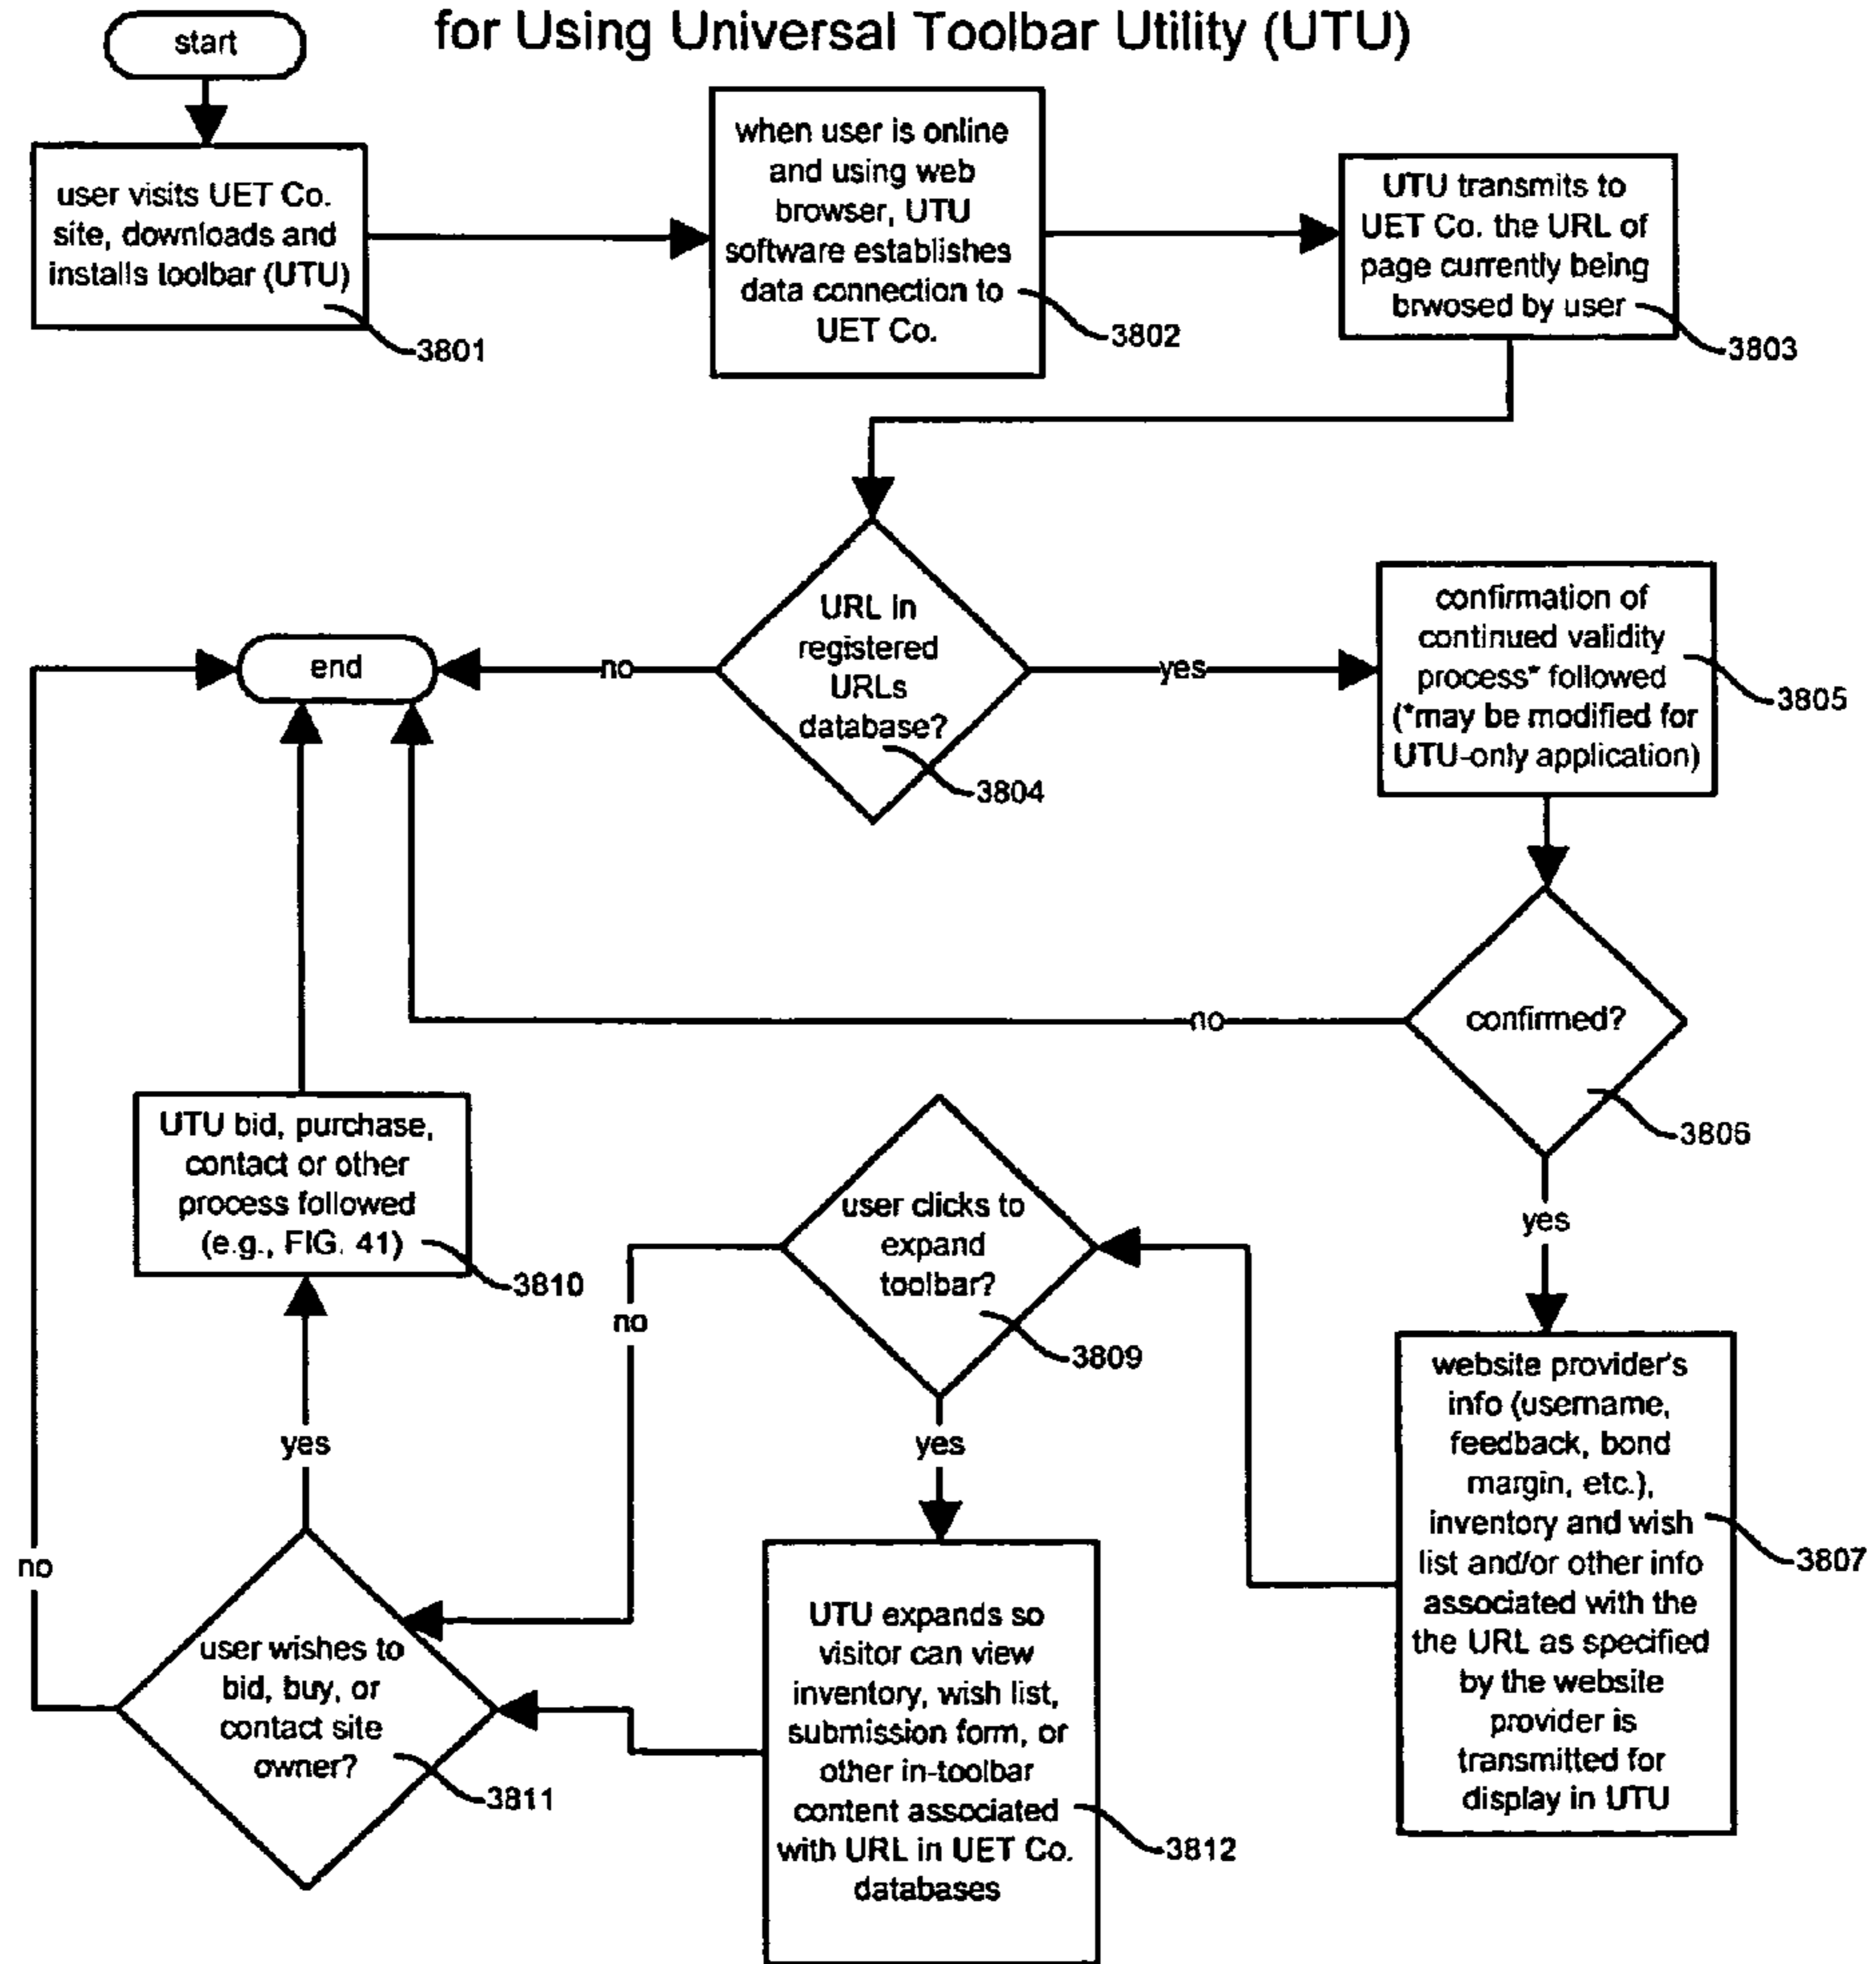 for Using Universal Toolbar Utility (UTU)
start
user visits UET Co.
site, downloads and
installs toolbar (UTU)
3801
when user is online
and using web
browser, UTU
software establishes
data connection to
UET Co.
3802
UTU transmits to
UET Co. the URL of
page currently being
brwosed by user
3803
URL in
registered
URLs
database?
3804
no
end
yes
confirmation of
continued validity
process* followed
(*may be modified for
UTU-only application)
3805
confirmed?
3806
no
yes
website provider's
info (username,
feedback, bond
margin, etc.),
inventory and wish
list and/or other info
associated with the
the URL as specified
by the website
provider is
transmitted for
display in UTU
3807
user clicks to
expand
toolbar?
3809
no
yes
UTU expands so
visitor can view
inventory, wish list,
submission form, or
other in-toolbar
content associated
with URL in UET Co.
databases
3812
user wishes to
bid, buy, or
contact site
owner?
3811
no
yes
UTU bid, purchase,
contact or other
process followed
(e.g., FIG. 41)
3810